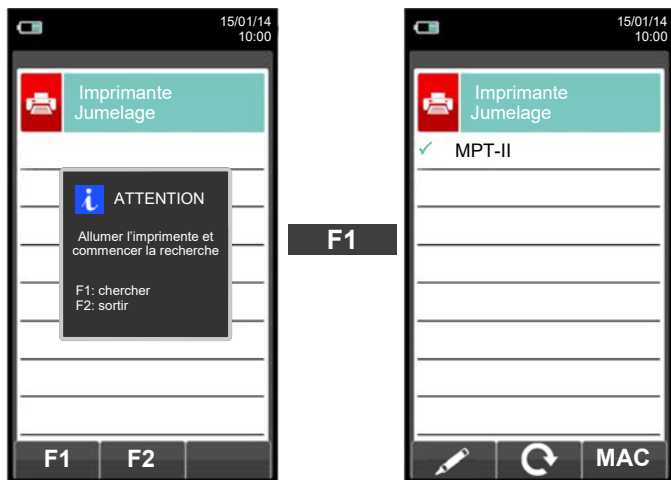 15/01/14
10:00
Imprimante
Jumelage
ATTENTION
Allumer l'imprimente et
commencer la recherche
F1: chercher
F2: sortir
F1
F2
F1
15/01/14
10:00
Imprimante
Jumelage
MPT-II
MAC